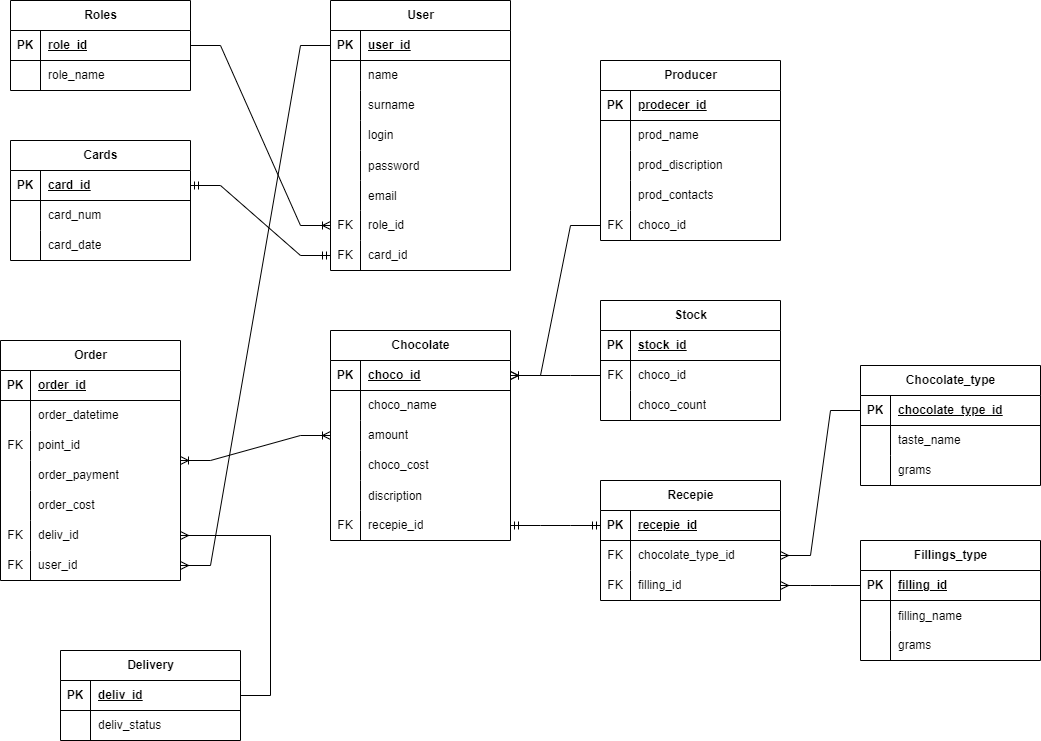 Roles
PK role_id
role_name
Cards
PK card_id
card_num
card_date
User
PK user_id
name
surname
login
password
email
FK role_id
FK card_id
Producer
PK prodecer_id
prod_name
prod_discription
prod_contacts
FK choco_id
Order
PK order_id
order_datetime
FK point_id
order_payment
order_cost
FK deliv_id
FK user_id
Chocolate
PK choco_id
choco_name
amount
choco_cost
discription
FK recepie_id
Stock
PK stock_id
FK choco_id
choco_count
Recepie
PK recepie_id
FK chocolate_type_id
FK filling_id
Chocolate_type
PK chocolate_type_id
taste_name
grams
Fillings_type
PK filling_id
filling_name
grams
Delivery
PK deliv_id
deliv_status